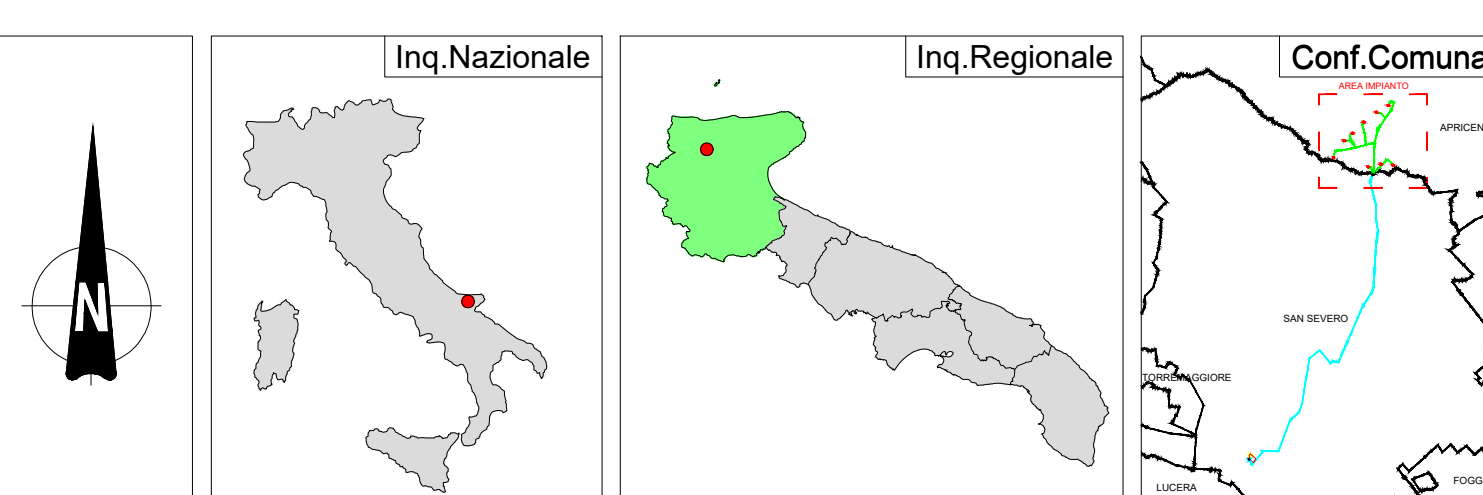 N
Inq.Nazionale
Inq.Regionale
Conf.Comuna
AREA IMPIANTO
APRICEN
SAN SEVERO
TORREMAGGIORE
LUCERA
FOGG